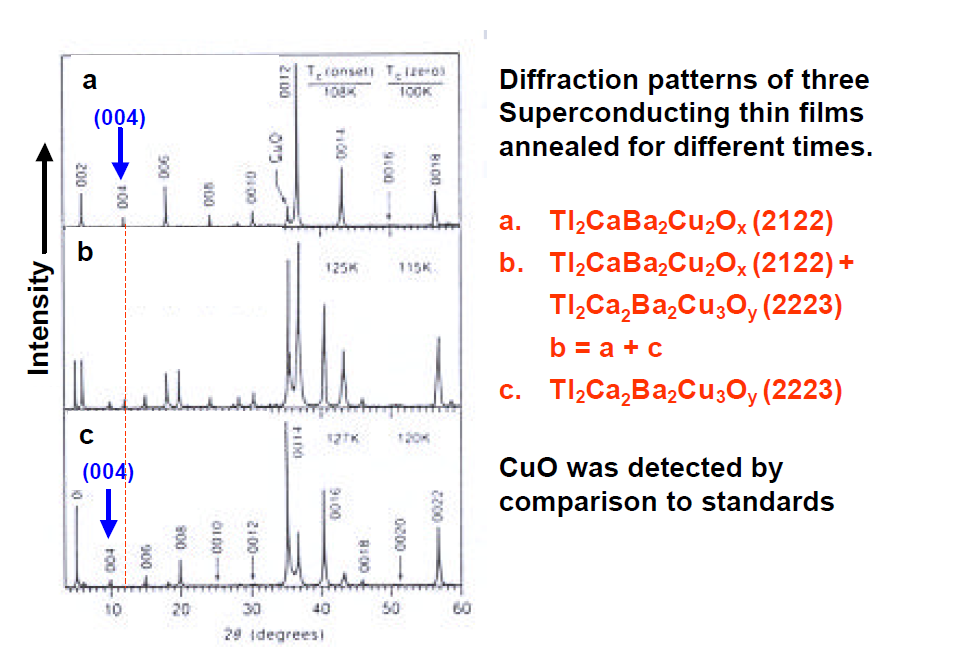 a
(004)
002
004
006
008
0010
CuO
0012
0014
0016
0018
Tc(onset)
108K
Tc(zero)
100K
b
125K
115K
c
(004)
004
006
008
0010
0012
0014
127K
120K
0016
0018
0020
0022
10
20
30
40
50
60
2θ (degrees)
Intensity
Diffraction patterns of three
Superconducting thin films
annealed for different times.
a. Tl₂CaBa₂Cu₂Oₓ (2122)
b. Tl₂CaBa₂Cu₂Oₓ (2122) +
Tl₂Ca₂Ba₂Cu₃Oy (2223)
b = a + c
c. Tl₂Ca₂Ba₂Cu₃Oy (2223)
CuO was detected by
comparison to standards